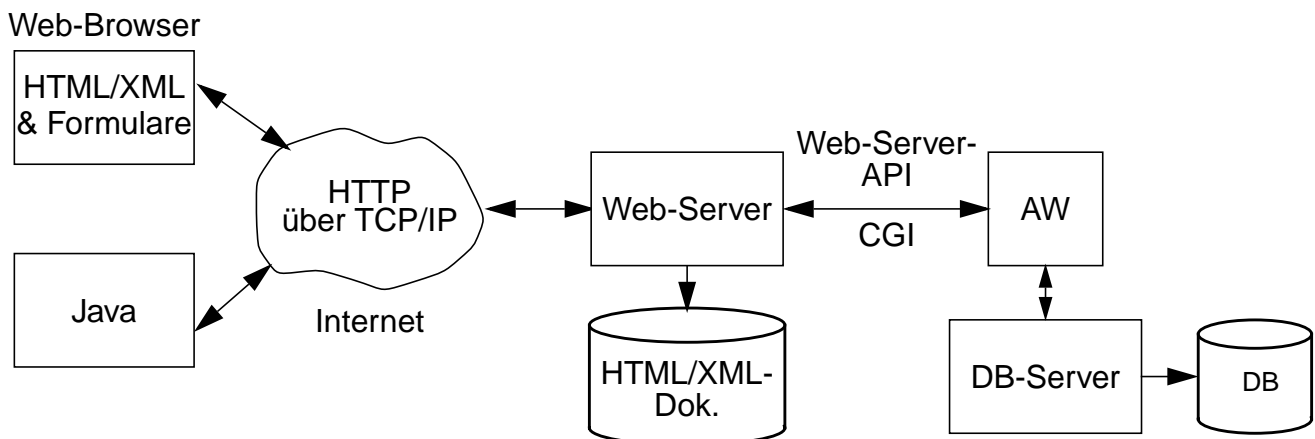 Web-Browser
HTML/XML
& Formulare
Java
HTTP
über TCP/IP
Internet
Web-Server
HTML/XML-
Dok.
Web-Server-
API
CGI
AW
DB-Server
DB